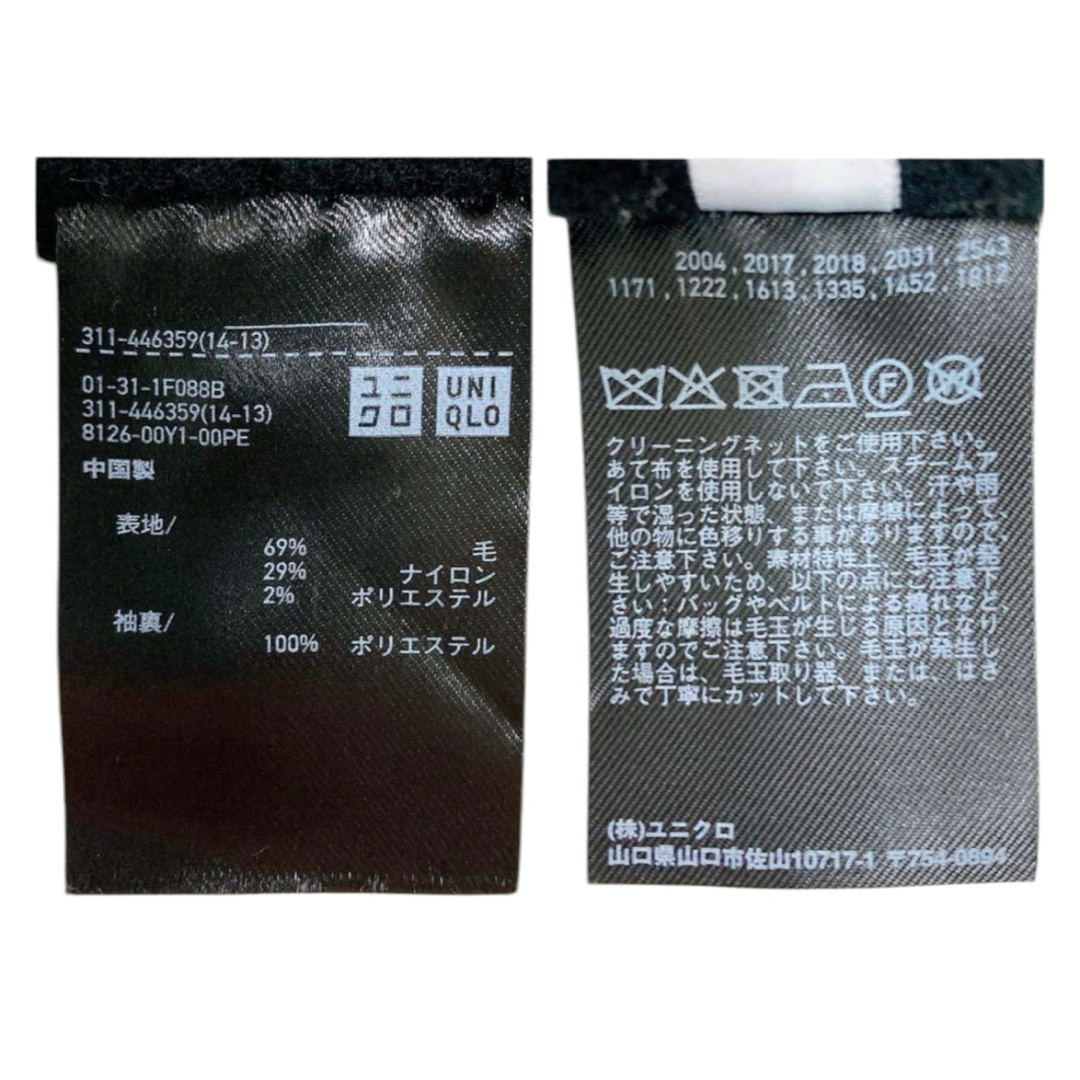 311-446359(14-13)
01-31-1F088B
311-446359(14-13)
8126-00Y1-00PE
中国製
ユニ
クロ
UNI
QLO
表地/
69% 毛
29% ナイロン
2% ポリエステル
袖裏/
100% ポリエステル
2004,2017,2018,2031,2543
1171,1222,1613,1335,1452,1812
F
W
クリーニングネットをご使用下さい。
あて布を使用して下さい。スチームア
イロンを使用しないで下さい。汗や雨
等で湿った状態、または摩擦によって、
他の物に色移りする事がありますので、
ご注意下さい。素材特性上、毛玉が発
生しやすいため、以下の点にご注意下
さい:バッグやベルトによる擦れなど、
過度な摩擦は毛玉が生じる原因となり
ますのでご注意下さい。毛玉が発生し
た場合は、毛玉取り器、または、はさ
みで丁寧にカットして下さい。
(株)ユニクロ
山口県山口市佐山10717-1 〒754-0894